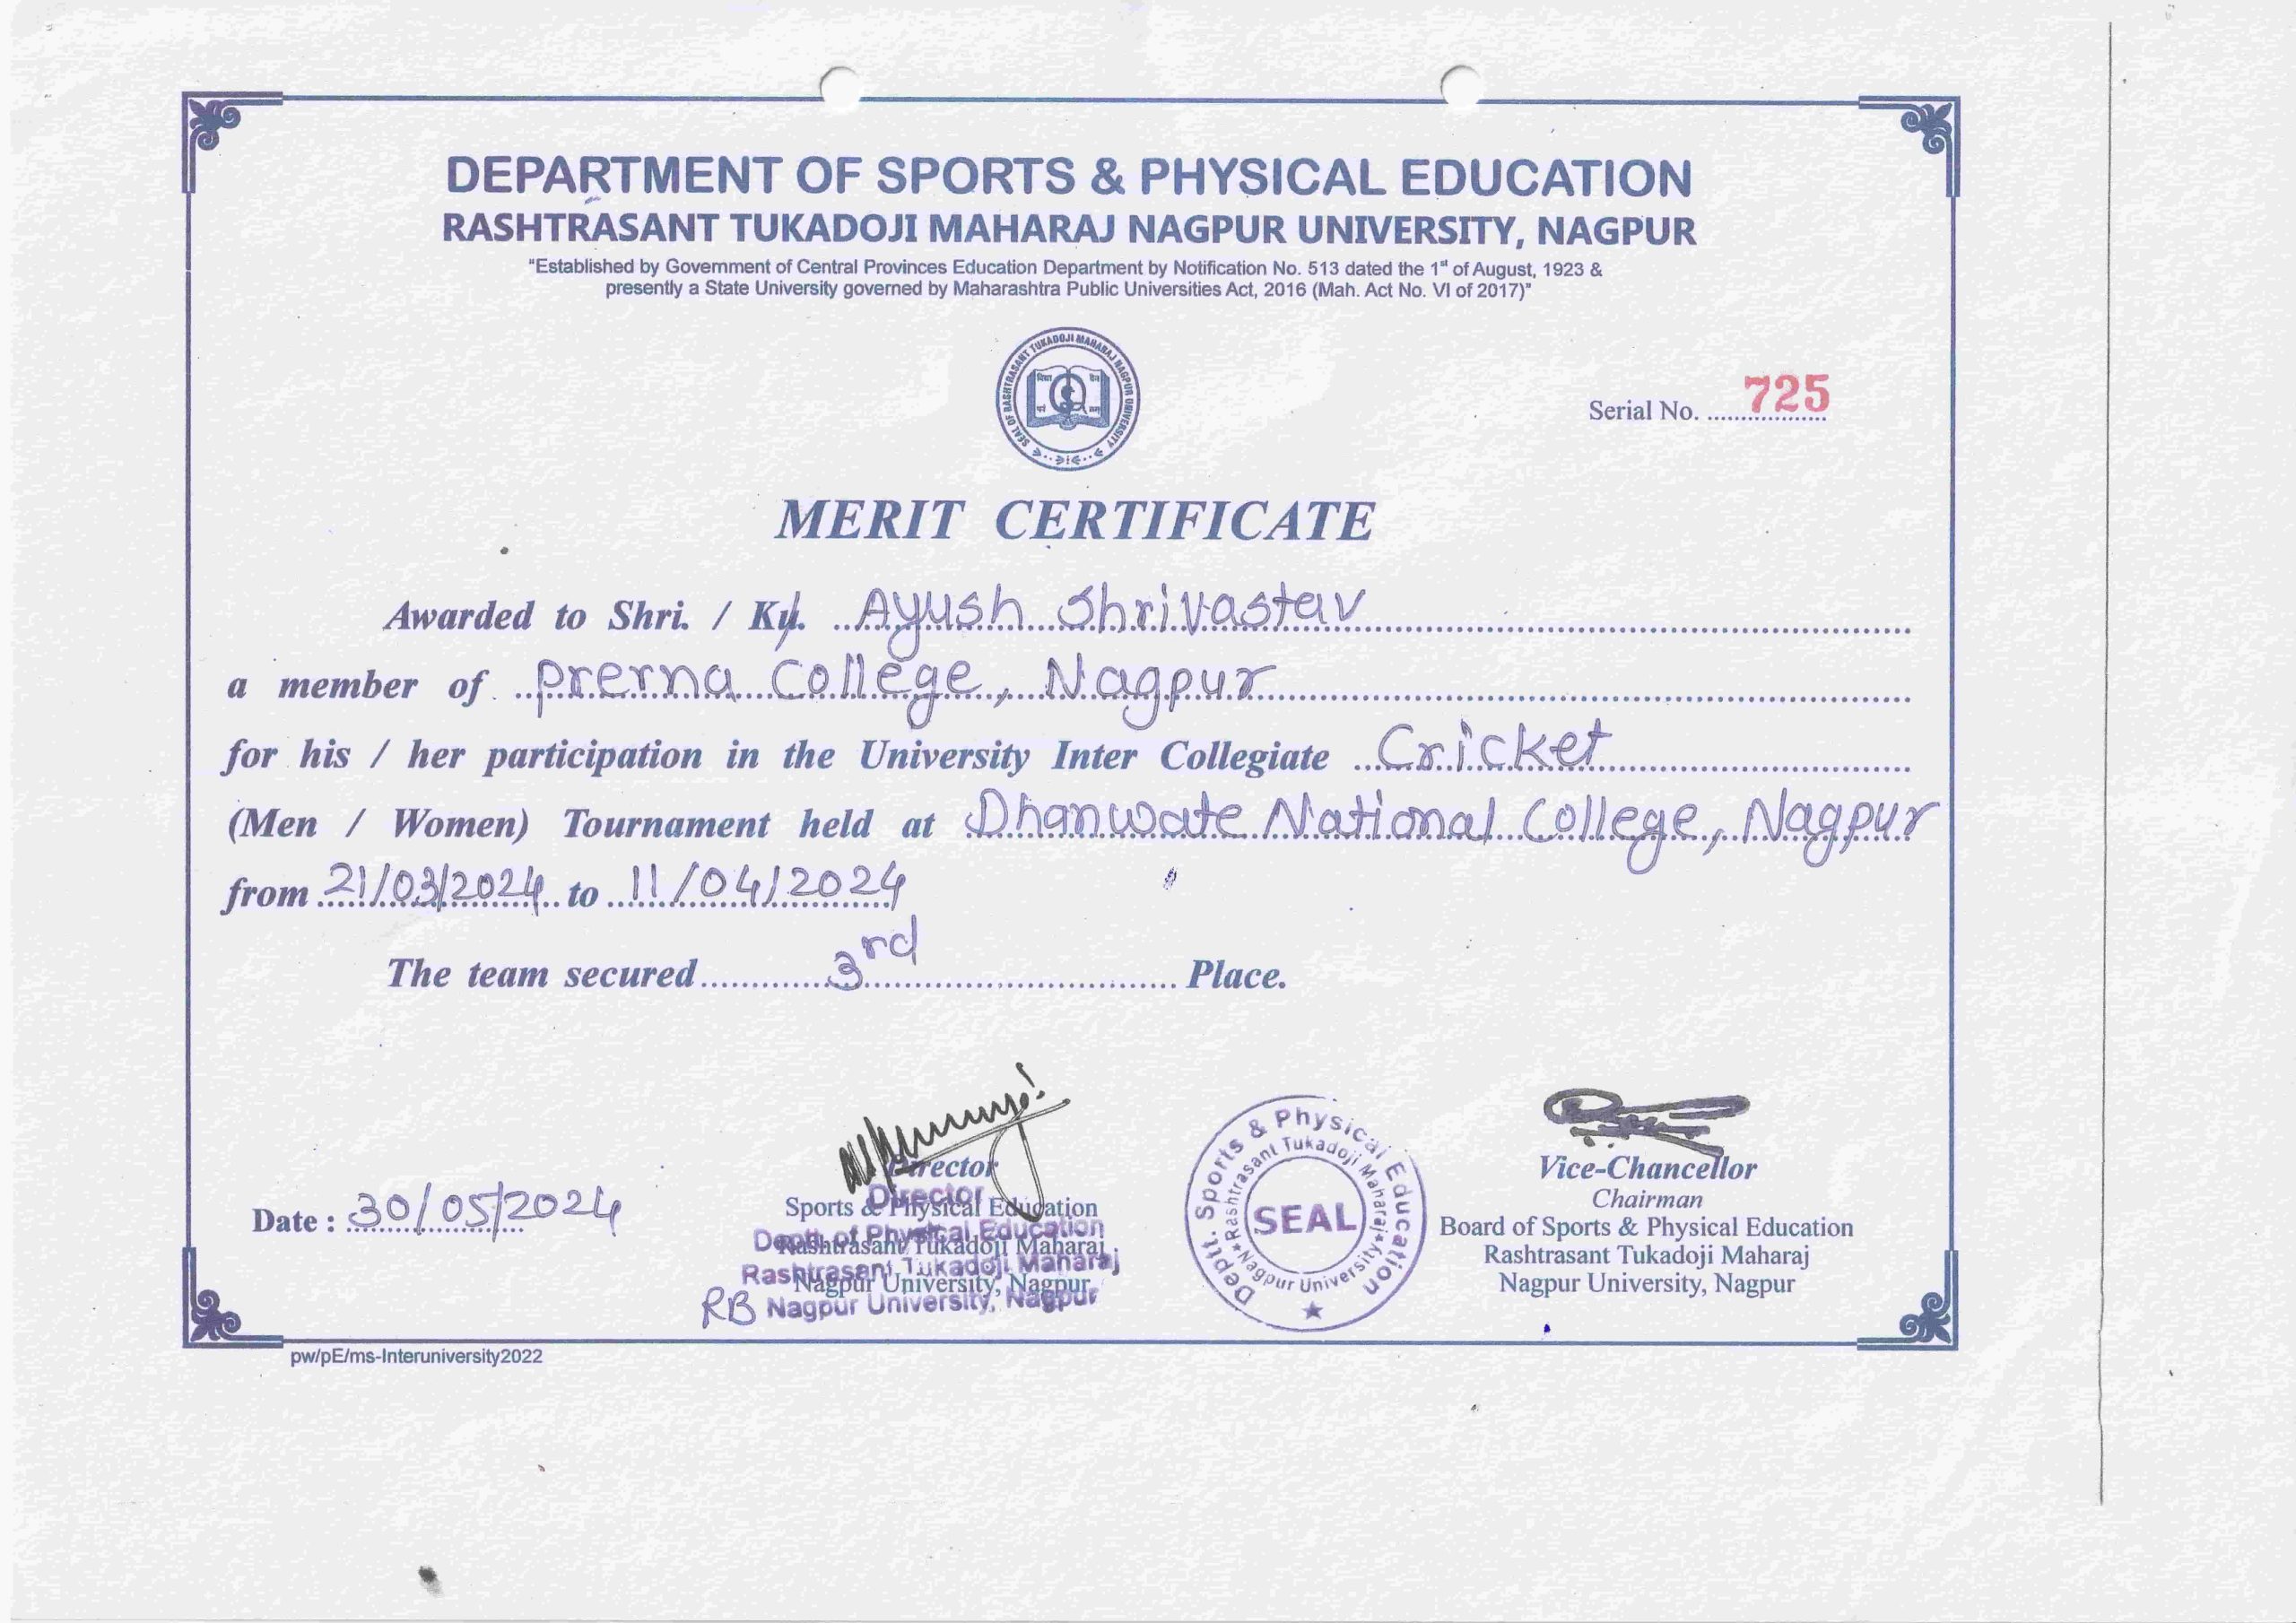 DEPARTMENT OF SPORTS & PHYSICAL EDUCATION
RASHTRASANT TUKADOJI MAHARAJ NAGPUR UNIVERSITY, NAGPUR
"Established by Government of Central Provinces Education Department by Notification No. 513 dated the 1st of August, 1923 &
presently a State University governed by Maharashtra Public Universities Act, 2016 (Mah. Act No. VI of 2017)"
SEAL OF RASHTRASANT TUKADOJI MAHARAJ NAGPUR UNIVERSITY
Serial No. 725
MERIT CERTIFICATE
Awarded to Shri. / Ku. Ayush Shrivastav
a member of Prerna College, Nagpur
for his / her participation in the University Inter Collegiate Cricket
(Men / Women) Tournament held at Dhanwate National College, Nagpur
from 21/03/2024 to 11/04/2024
The team secured 3rd Place.
Date : 30/05/2024
Director
Sports & Physical Education
Rashtrasant Tukadoji Maharaj
Nagpur University, Nagpur
Director
Deptt. of Physical Education
Rashtrasant Tukadoji Maharaj
Nagpur University, Nagpur
RB
Deptt. Sports & Physical Education
Rashtrasant Tukadoji Maharaj
Nagpur University
SEAL
Vice-Chancellor
Chairman
Board of Sports & Physical Education
Rashtrasant Tukadoji Maharaj
Nagpur University, Nagpur
pw/pE/ms-Interuniversity2022